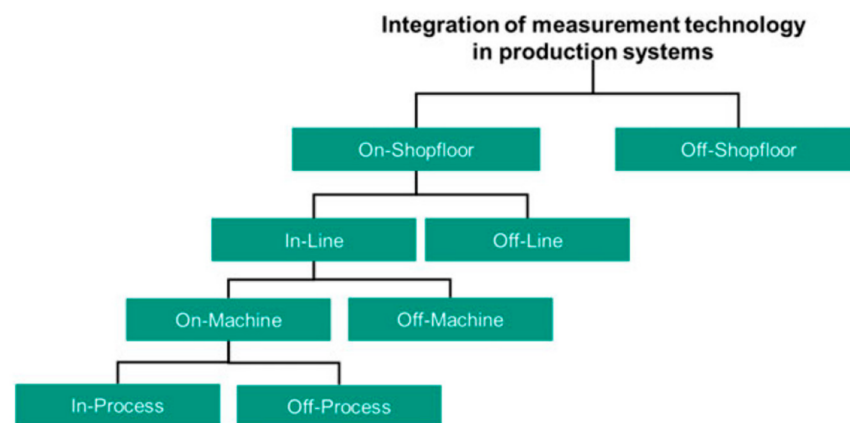 Integration of measurement technology
in production systems
On-Shopfloor
Off-Shopfloor
In-Line
Off-Line
On-Machine
Off-Machine
In-Process
Off-Process